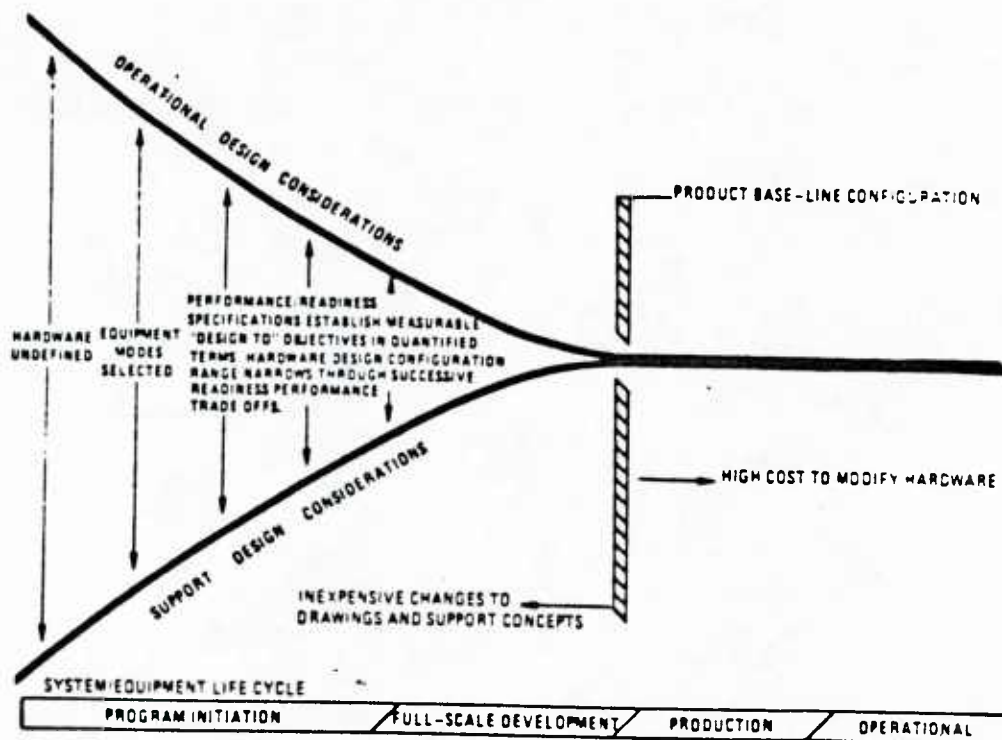 OPERATIONAL DESIGN CONSIDERATIONS
PRODUCT BASE-LINE CONFIGURATION
HARDWARE
UNDEFINED
EQUIPMENT
MODES
SELECTED
PERFORMANCE/READINESS
SPECIFICATIONS ESTABLISH MEASURABLE
"DESIGN TO" OBJECTIVES IN QUANTIFIED
TERMS. HARDWARE DESIGN CONFIGURATION
RANGE NARROWS THROUGH SUCCESSIVE
READINESS PERFORMANCE
TRADE OFFS.
SUPPORT DESIGN CONSIDERATIONS
HIGH COST TO MODIFY HARDWARE
INEXPENSIVE CHANGES TO
DRAWINGS AND SUPPORT CONCEPTS
SYSTEM/EQUIPMENT LIFE CYCLE
PROGRAM INITIATION
FULL-SCALE DEVELOPMENT
PRODUCTION
OPERATIONAL